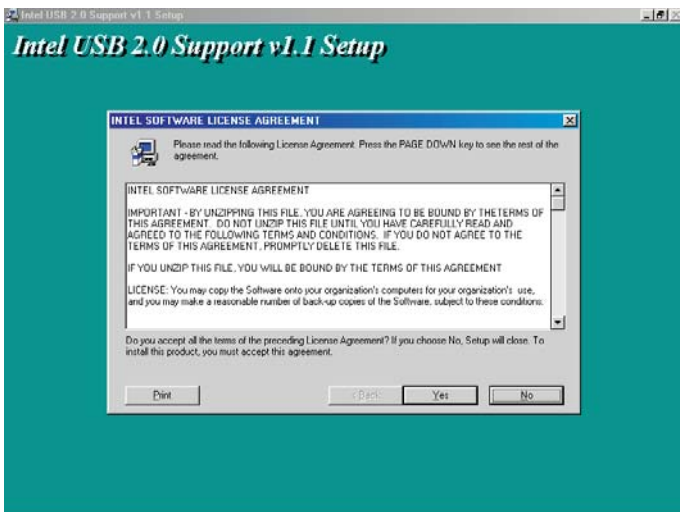 Intel USB 2.0 Support v1.1 Setup
Intel USB 2.0 Support v1.1 Setup
INTEL SOFTWARE LICENSE AGREEMENT
Please read the following License Agreement. Press the PAGE DOWN key to see the rest of the
agreement.
INTEL SOFTWARE LICENSE AGREEMENT
IMPORTANT - BY UNZIPPING THIS FILE, YOU ARE AGREEING TO BE BOUND BY THETERMS OF
THIS AGREEMENT. DO NOT UNZIP THIS FILE UNTIL YOU HAVE CAREFULLY READ AND
AGREED TO THE FOLLOWING TERMS AND CONDITIONS. IF YOU DO NOT AGREE TO THE
TERMS OF THIS AGREEMENT, PROMPTLY DELETE THIS FILE.
IF YOU UNZIP THIS FILE, YOU WILL BE BOUND BY THE TERMS OF THIS AGREEMENT
LICENSE: You may copy the Software onto your organization's computers for your organization's use,
and you may make a reasonable number of back-up copies of the Software, subject to these conditions:
Do you accept all the terms of the preceding License Agreement? If you choose No, Setup will close. To
install this product, you must accept this agreement.
Print
< Back
Yes
No